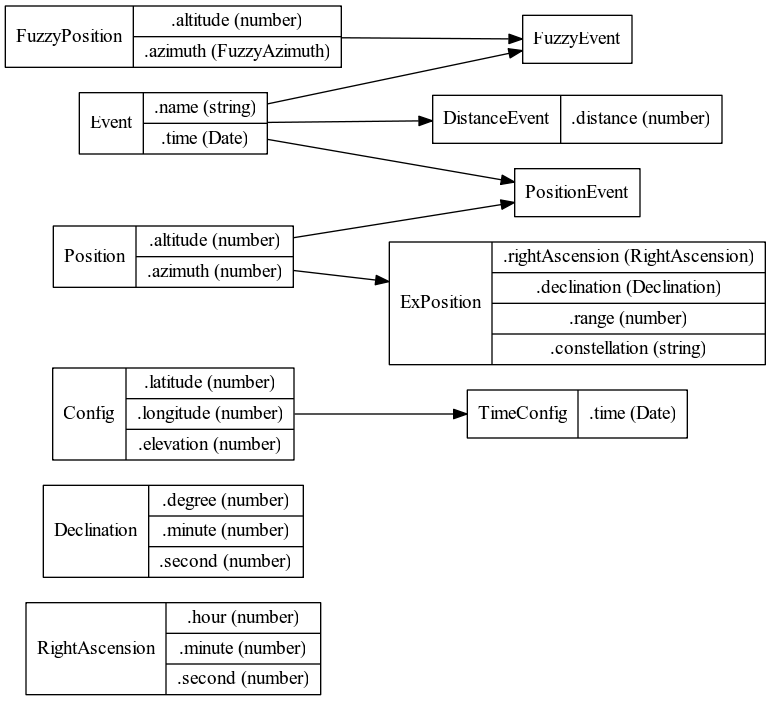 FuzzyPosition
.altitude (number)
.azimuth (FuzzyAzimuth)
FuzzyEvent
Event
.name (string)
.time (Date)
DistanceEvent
.distance (number)
PositionEvent
Position
.altitude (number)
.azimuth (number)
ExPosition
.rightAscension (RightAscension)
.declination (Declination)
.range (number)
.constellation (string)
Config
.latitude (number)
.longitude (number)
.elevation (number)
TimeConfig
.time (Date)
Declination
.degree (number)
.minute (number)
.second (number)
RightAscension
.hour (number)
.minute (number)
.second (number)